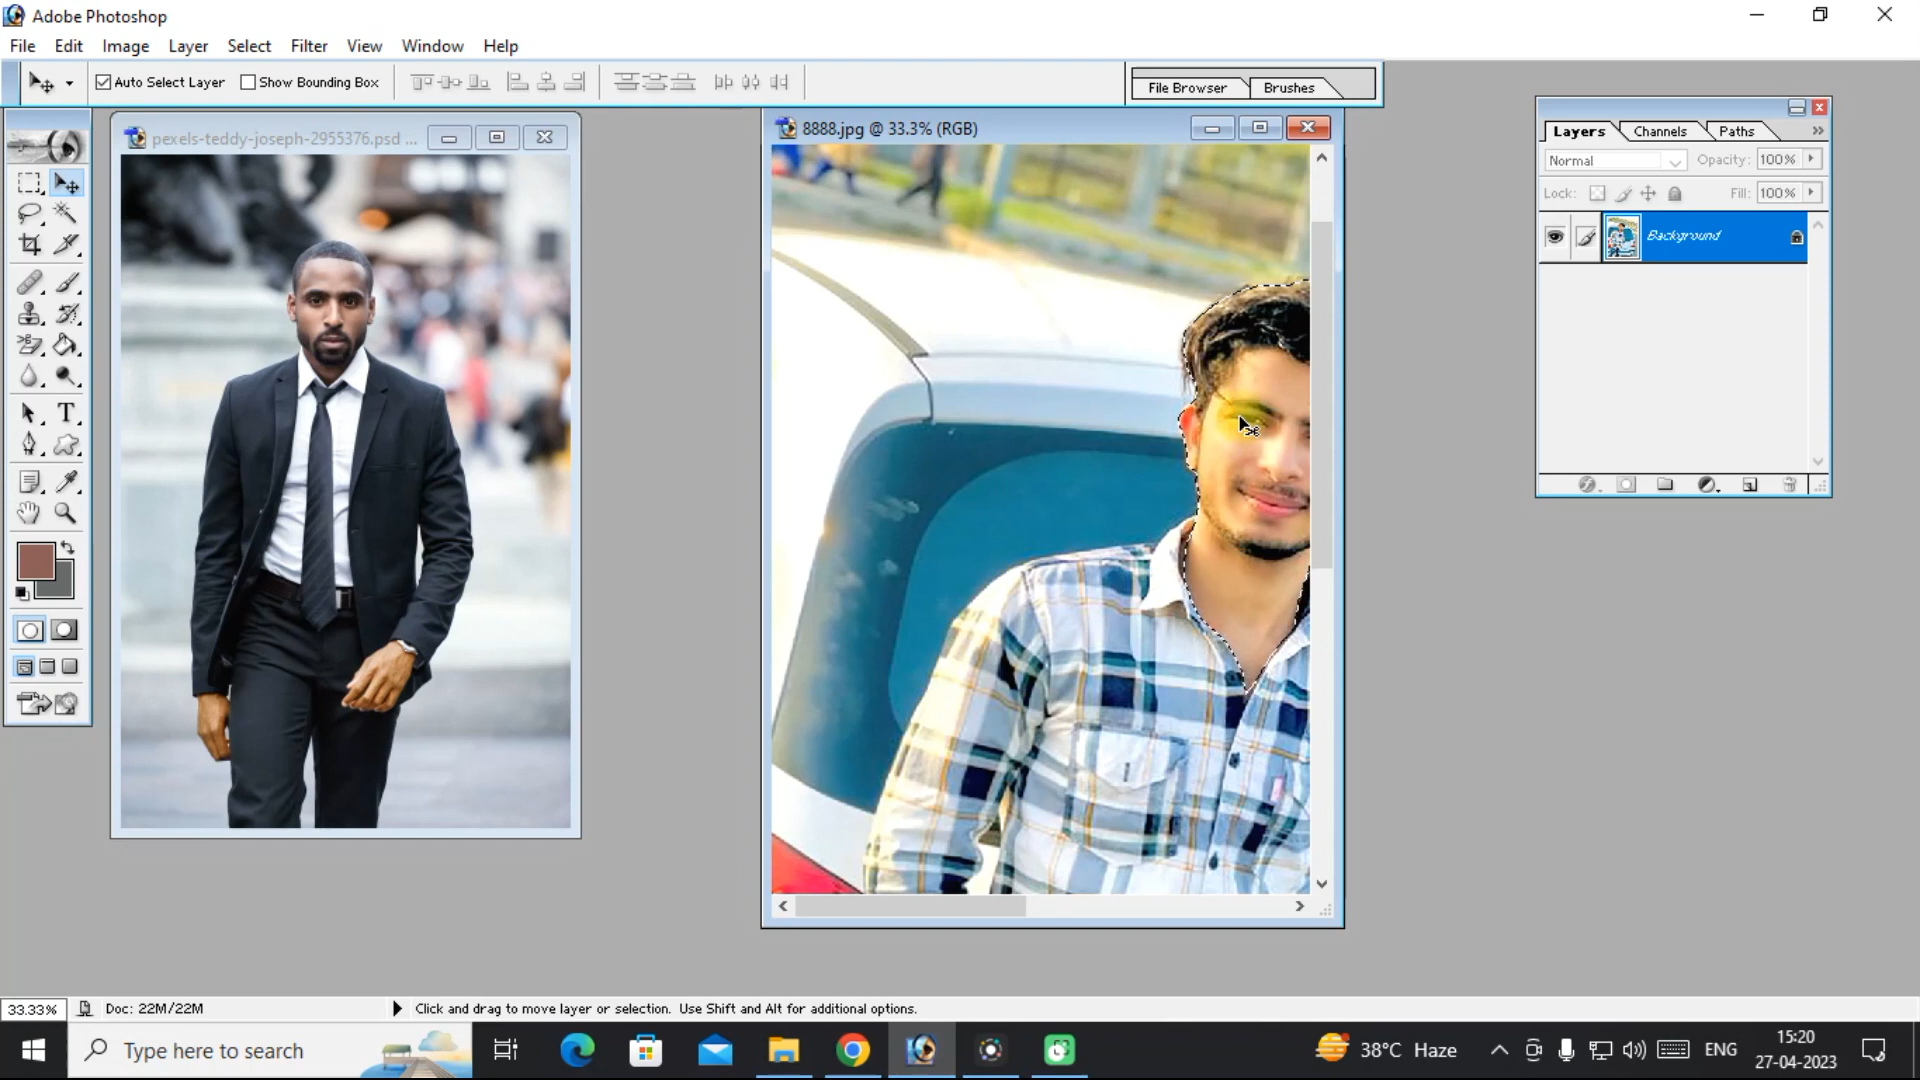 Adobe Photoshop
File Edit Image Layer Select Filter View Window Help
Auto Select Layer Show Bounding Box
File Browser Brushes
pexels-teddy-joseph-2955376.psd ...
8888.jpg @ 33.3% (RGB)
Layers Channels Paths
Normal Opacity: 100%
Lock: Fill: 100%
Background
33.33% Doc: 22M/22M Click and drag to move layer or selection. Use Shift and Alt for additional options.
Type here to search
38°C Haze
ENG
15:20
27-04-2023